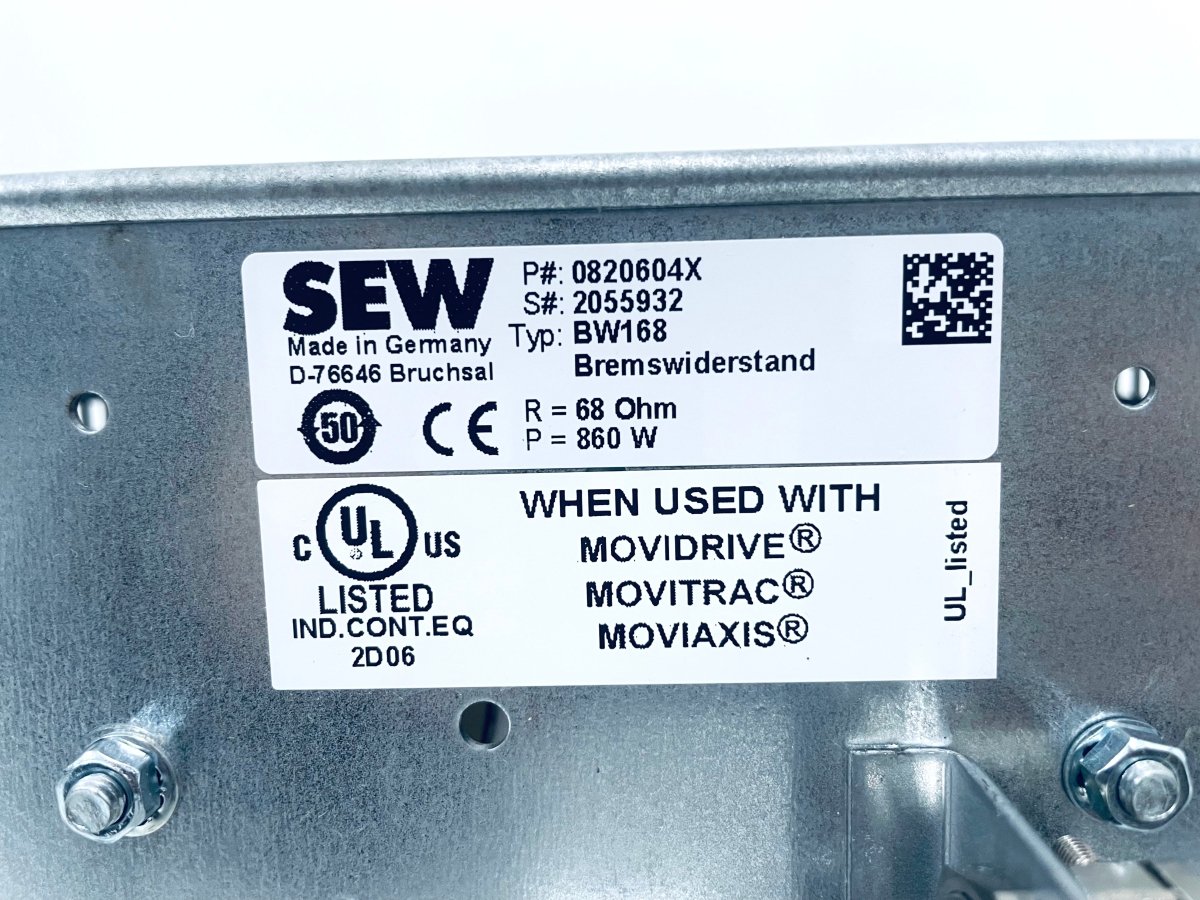 SEW
Made in Germany
D-76646 Bruchsal
50
CE
P#: 0820604X
S#: 2055932
Typ: BW168
Bremswiderstand
R = 68 Ohm
P = 860 W
C UL US
LISTED
IND.CONT.EQ
2D06
WHEN USED WITH
MOVIDRIVE®
MOVITRAC®
MOVIAXIS®
UL_listed